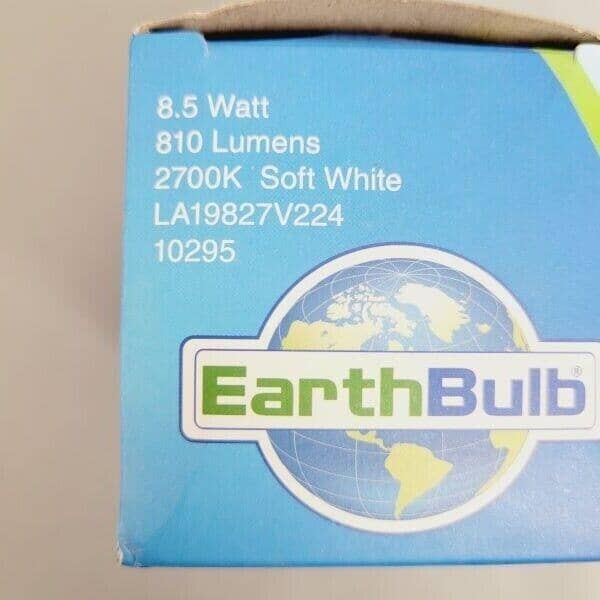 8.5 Watt
810 Lumens
2700K Soft White
LA19827V224
10295
EarthBulb®